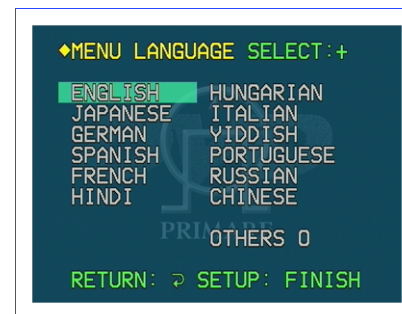 ◆MENU LANGUAGE SELECT:+
ENGLISH HUNGARIAN
JAPANESE ITALIAN
GERMAN YIDDISH
SPANISH PORTUGUESE
FRENCH RUSSIAN
HINDI CHINESE
PRIMARE
OTHERS 0
RETURN: ⊋ SETUP: FINISH